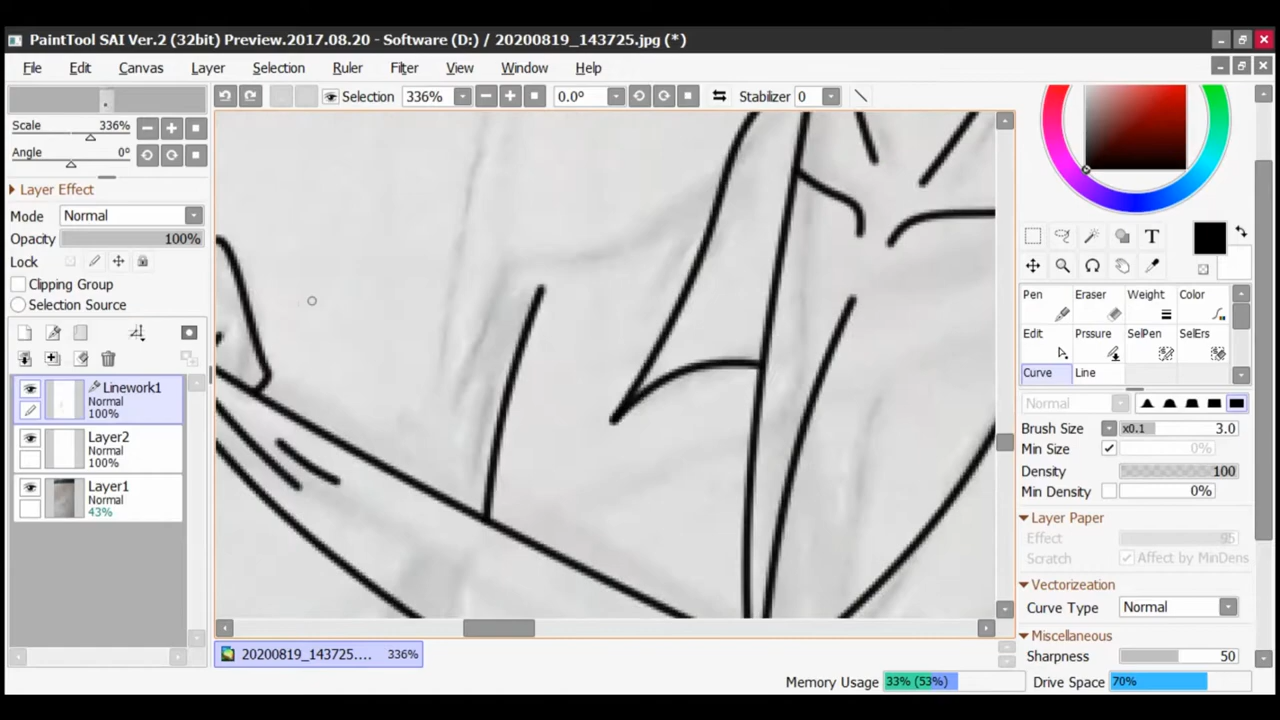 PaintTool SAI Ver.2 (32bit) Preview.2017.08.20 - Software (D:) / 20200819_143725.jpg (*)
File Edit Canvas Layer Selection Ruler Filter View Window Help
Selection 336% 0.0° Stabilizer 0
Scale 336%
Angle 0°
Layer Effect
Mode Normal
Opacity 100%
Lock
Clipping Group
Selection Source
Linework1
Normal
100%
Layer2
Normal
100%
Layer1
Normal
43%
T
Pen Eraser Weight Color
Edit Prssure SelPen SelErs
Curve Line
Normal
Brush Size x0.1 3.0
Min Size 0%
Density 100
Min Density 0%
Layer Paper
Effect 95
Scratch Affect by MinDens
Vectorization
Curve Type Normal
Miscellaneous
Sharpness 50
20200819_143725.... 336%
Memory Usage 33% (53%) Drive Space 70%